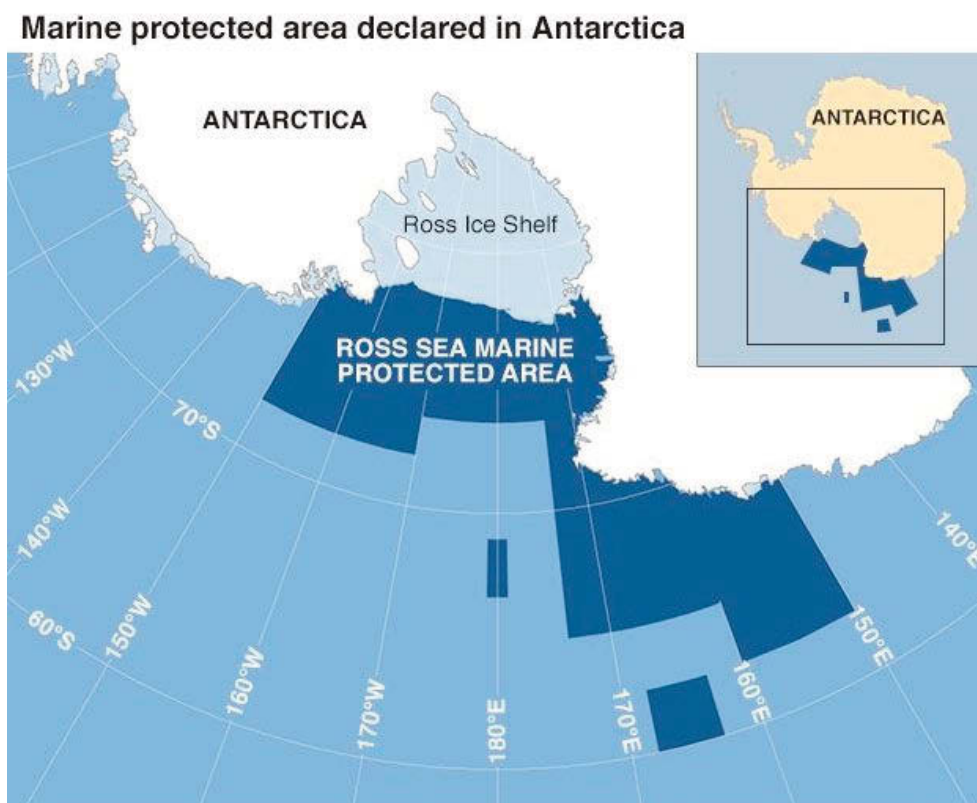 Marine protected area declared in Antarctica
ANTARCTICA
ANTARCTICA
Ross Ice Shelf
ROSS SEA MARINE
PROTECTED AREA
130°W
70°S
140°W
140°E
60°S
150°W
150°E
160°W
160°E
170°W
180°E
170°E